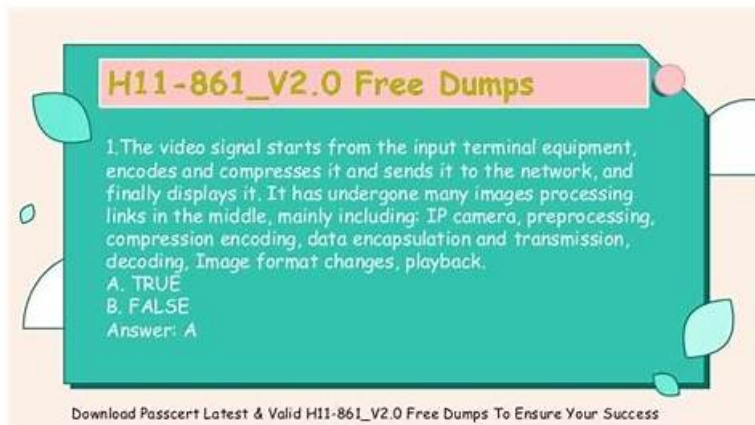 H11-861_V2.0 Free Dumps
1.The video signal starts from the input terminal equipment,
encodes and compresses it and sends it to the network, and
finally displays it. It has undergone many images processing
links in the middle, mainly including: IP camera, preprocessing,
compression encoding, data encapsulation and transmission,
decoding, Image format changes, playback.
A. TRUE
B. FALSE
Answer: A
Download Passcert Latest & Valid H11-861_V2.0 Free Dumps To Ensure Your Success